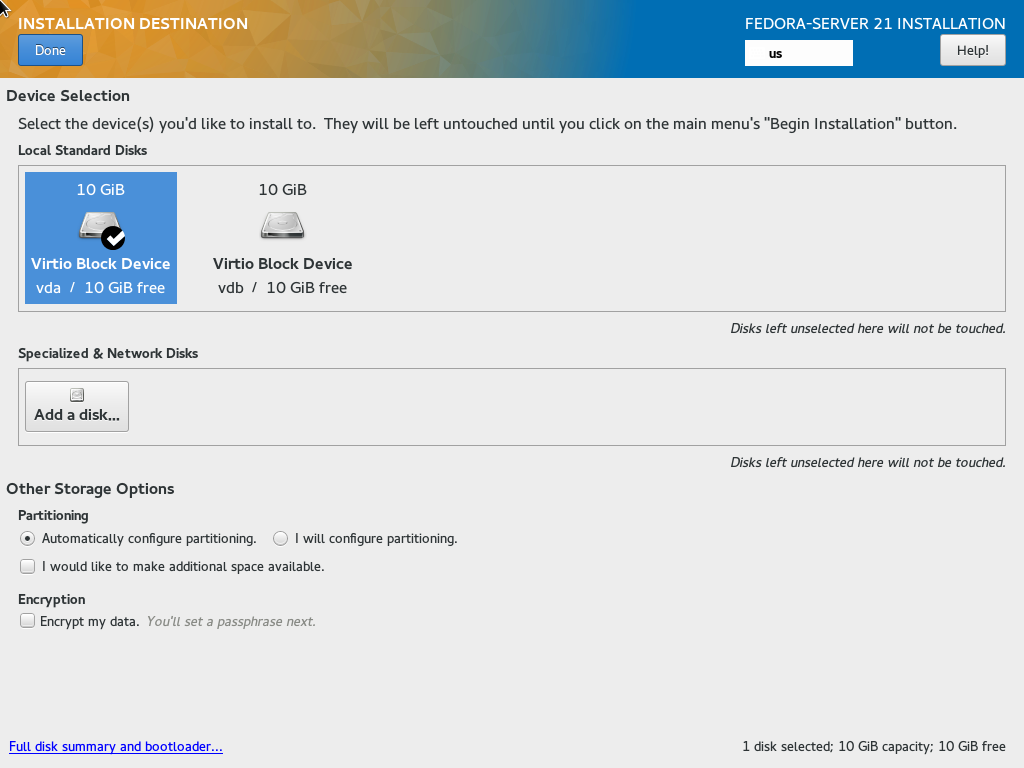 INSTALLATION DESTINATION
FEDORA-SERVER 21 INSTALLATION
Done
us
Help!
Device Selection
Select the device(s) you'd like to install to.  They will be left untouched until you click on the main menu's "Begin Installation" button.
Local Standard Disks
10 GiB
Virtio Block Device
vda / 10 GiB free
10 GiB
Virtio Block Device
vdb / 10 GiB free
Disks left unselected here will not be touched.
Specialized & Network Disks
Add a disk...
Disks left unselected here will not be touched.
Other Storage Options
Partitioning
Automatically configure partitioning.
I will configure partitioning.
I would like to make additional space available.
Encryption
Encrypt my data. You'll set a passphrase next.
Full disk summary and bootloader...
1 disk selected; 10 GiB capacity; 10 GiB free